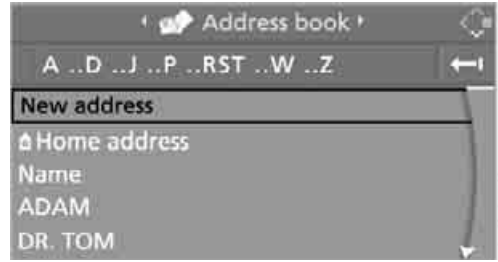 Address book
A ..D ..J ..P ..RST ..W ..Z
New address
Home address
Name
ADAM
DR. TOM